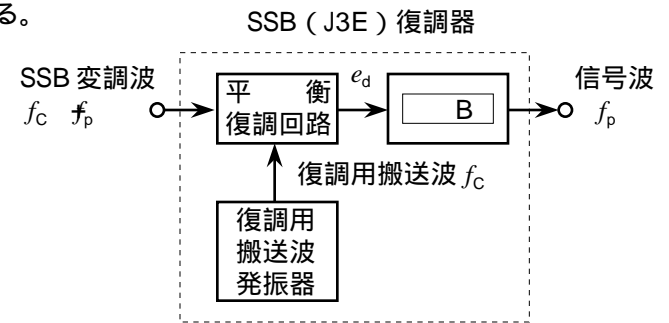 る。
SSB(J3E)復調器
SSB 変調波
fC +fp
平 衡
復調回路
ed
B
信号波
fp
復調用搬送波 fC
復調用
搬送波
発振器